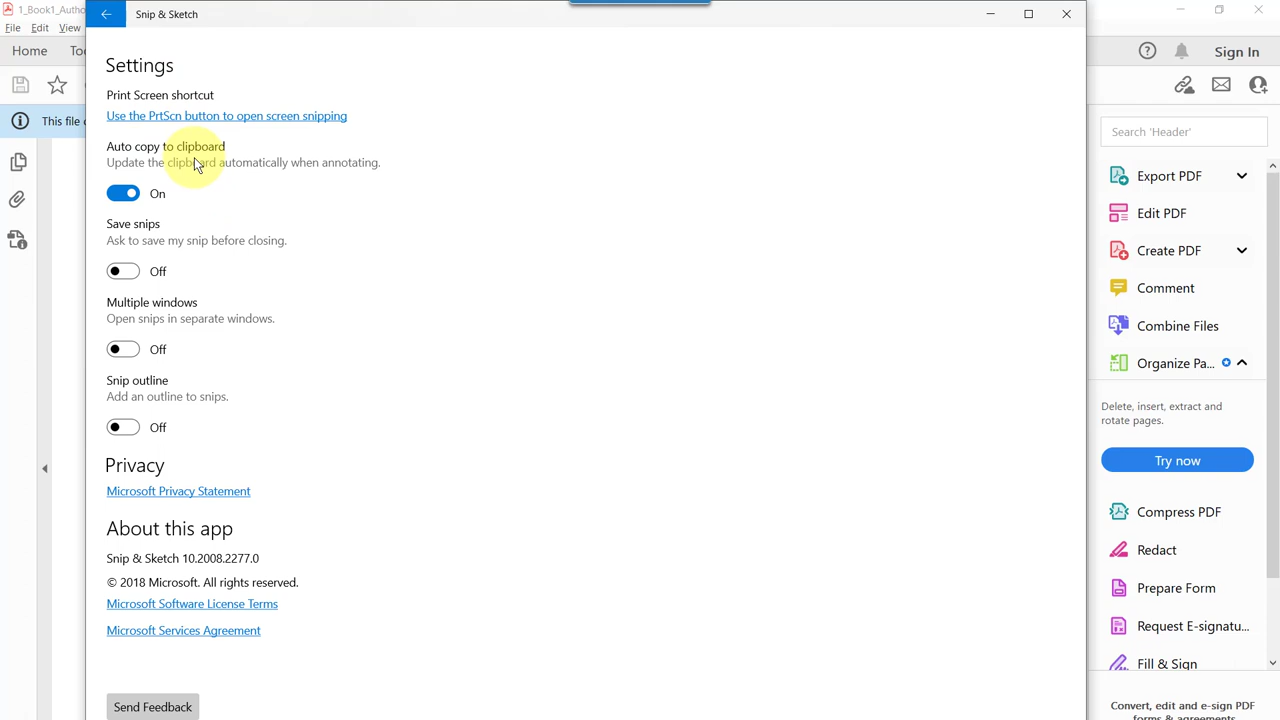 1_Book1_Autho
Snip & Sketch
File Edit View
Home To
Sign In
This file
Settings
Print Screen shortcut
Use the PrtScn button to open screen snipping
Auto copy to clipboard
Update the clipboard automatically when annotating.
On
Save snips
Ask to save my snip before closing.
Off
Multiple windows
Open snips in separate windows.
Off
Snip outline
Add an outline to snips.
Off
Privacy
Microsoft Privacy Statement
About this app
Snip & Sketch 10.2008.2277.0
© 2018 Microsoft. All rights reserved.
Microsoft Software License Terms
Microsoft Services Agreement
Send Feedback
Search 'Header'
Export PDF
Edit PDF
Create PDF
Comment
Combine Files
Organize Pa...
Delete, insert, extract and
rotate pages.
Try now
Compress PDF
Redact
Prepare Form
Request E-signatu...
Fill & Sign
Convert, edit and e-sign PDF
forms & agreements